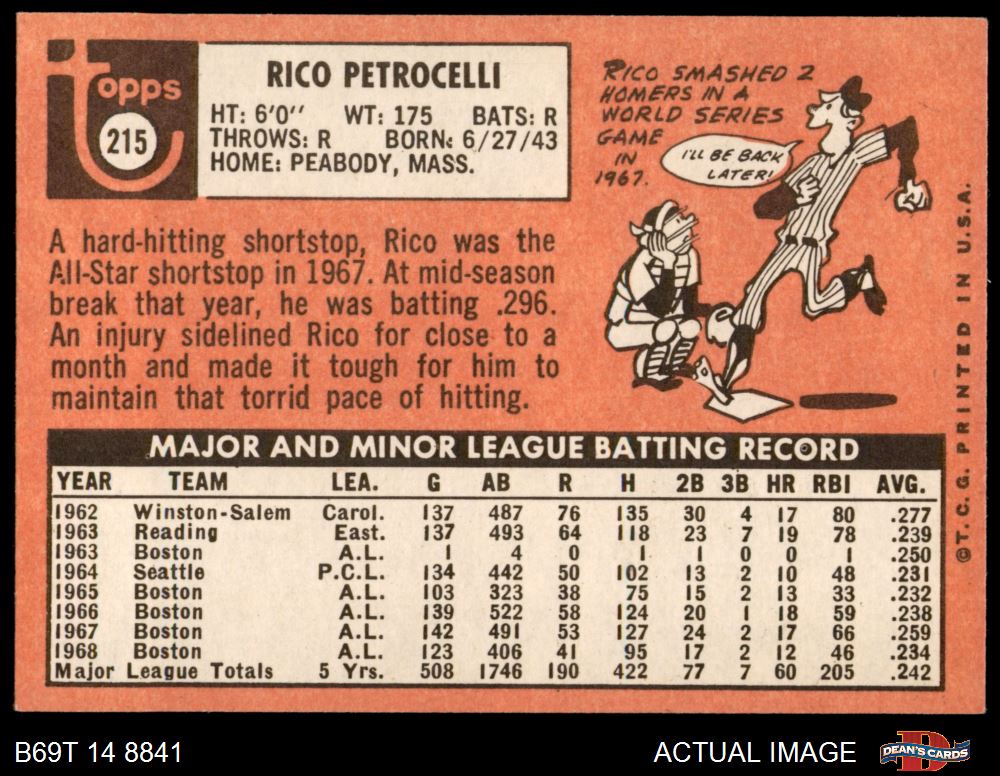 Topps
215
RICO PETROCELLI
HT: 6'0" WT: 175 BATS: R
THROWS: R BORN: 6/27/43
HOME: PEABODY, MASS.
RICO SMASHED 2
HOMERS IN A
WORLD SERIES
GAME
IN
1967.
I'LL BE BACK
LATER!
A hard-hitting shortstop, Rico was the
All-Star shortstop in 1967. At mid-season
break that year, he was batting .296.
An injury sidelined Rico for close to a
month and made it tough for him to
maintain that torrid pace of hitting.
MAJOR AND MINOR LEAGUE BATTING RECORD
YEAR TEAM LEA. G AB R H 2B 3B HR RBI AVG.
1962 Winston-Salem Carol. 137 487 76 135 30 4 17 80 .277
1963 Reading East. 137 493 64 118 23 7 19 78 .239
1963 Boston A.L. 1 4 0 1 1 0 0 1 .250
1964 Seattle P.C.L. 134 442 50 102 13 2 10 48 .231
1965 Boston A.L. 103 323 38 75 15 2 13 33 .232
1966 Boston A.L. 139 522 58 124 20 1 18 59 .238
1967 Boston A.L. 142 491 53 127 24 2 17 66 .259
1968 Boston A.L. 123 406 41 95 17 2 12 46 .234
Major League Totals 5 Yrs. 508 1746 190 422 77 7 60 205 .242
©T.C.G. PRINTED IN U.S.A.
B69T 14 8841
ACTUAL IMAGE
D
DEAN'S CARDS